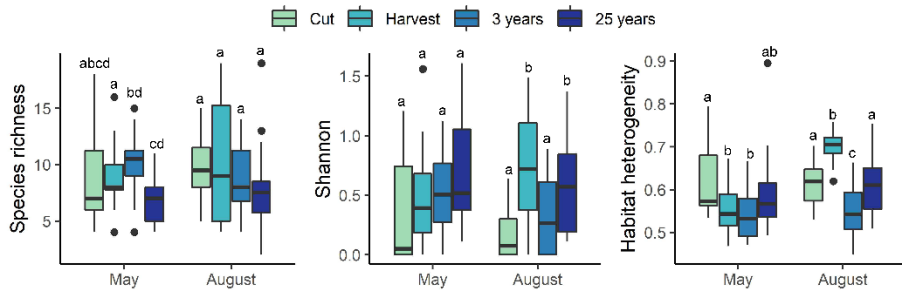 Cut Harvest 3 years 25 years
Species richness
15
10
5
abcd a bd cd a a a a
May August
Shannon
1.5
1.0
0.5
0.0
a a a a a b a b
May August
Habitat heterogeneity
0.9
0.8
0.7
0.6
0.5
a b b ab a b c a
May August